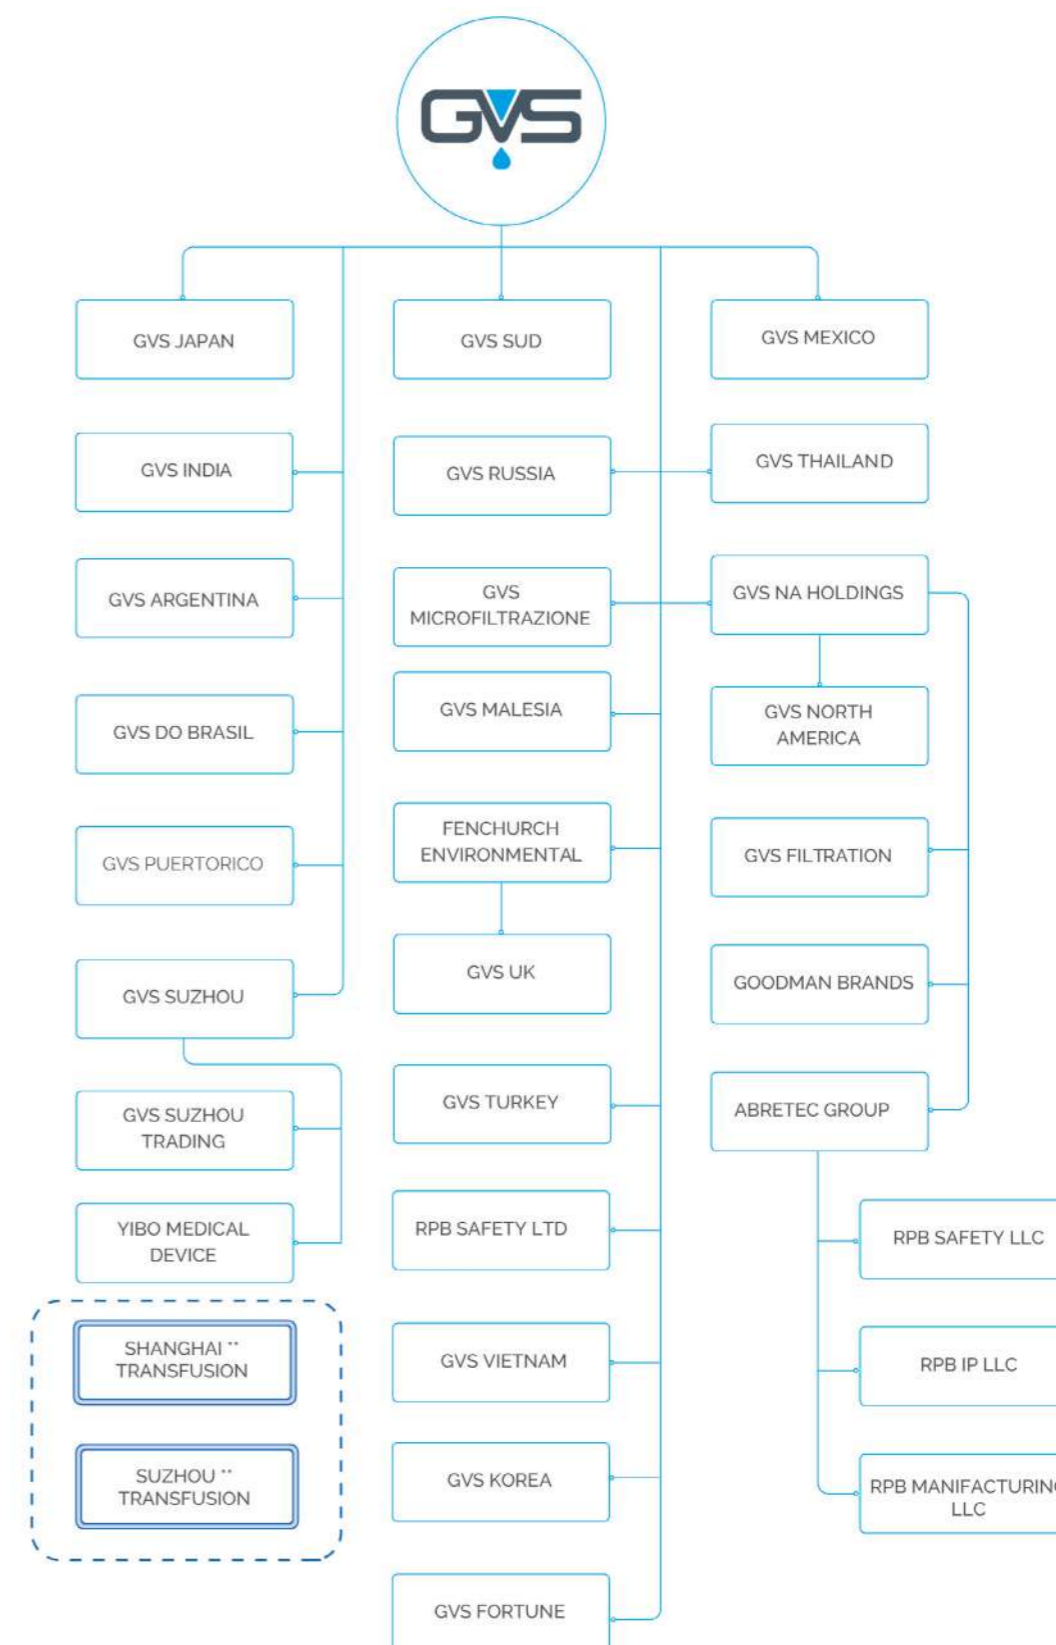 GVS
GVS JAPAN
GVS SUD
GVS MEXICO
GVS INDIA
GVS RUSSIA
GVS THAILAND
GVS ARGENTINA
GVS
MICROFILTRAZIONE
GVS NA HOLDINGS
GVS DO BRASIL
GVS MALESIA
GVS NORTH
AMERICA
GVS PUERTORICO
FENCHURCH
ENVIRONMENTAL
GVS FILTRATION
GVS SUZHOU
GVS UK
GOODMAN BRANDS
GVS SUZHOU
TRADING
GVS TURKEY
ABRETEC GROUP
YIBO MEDICAL
DEVICE
RPB SAFETY LTD
RPB SAFETY LLC
SHANGHAI **
TRANSFUSION
GVS VIETNAM
RPB IP LLC
SUZHOU **
TRANSFUSION
GVS KOREA
RPB MANIFACTURING
LLC
GVS FORTUNE